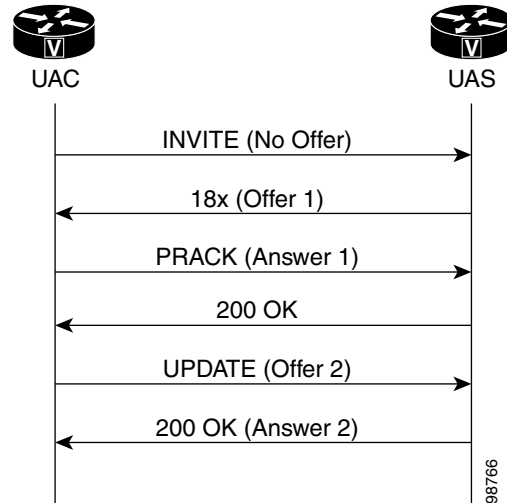 V
V
UAC
UAS
INVITE (No Offer)
18x (Offer 1)
PRACK (Answer 1)
200 OK
UPDATE (Offer 2)
200 OK (Answer 2)
98766